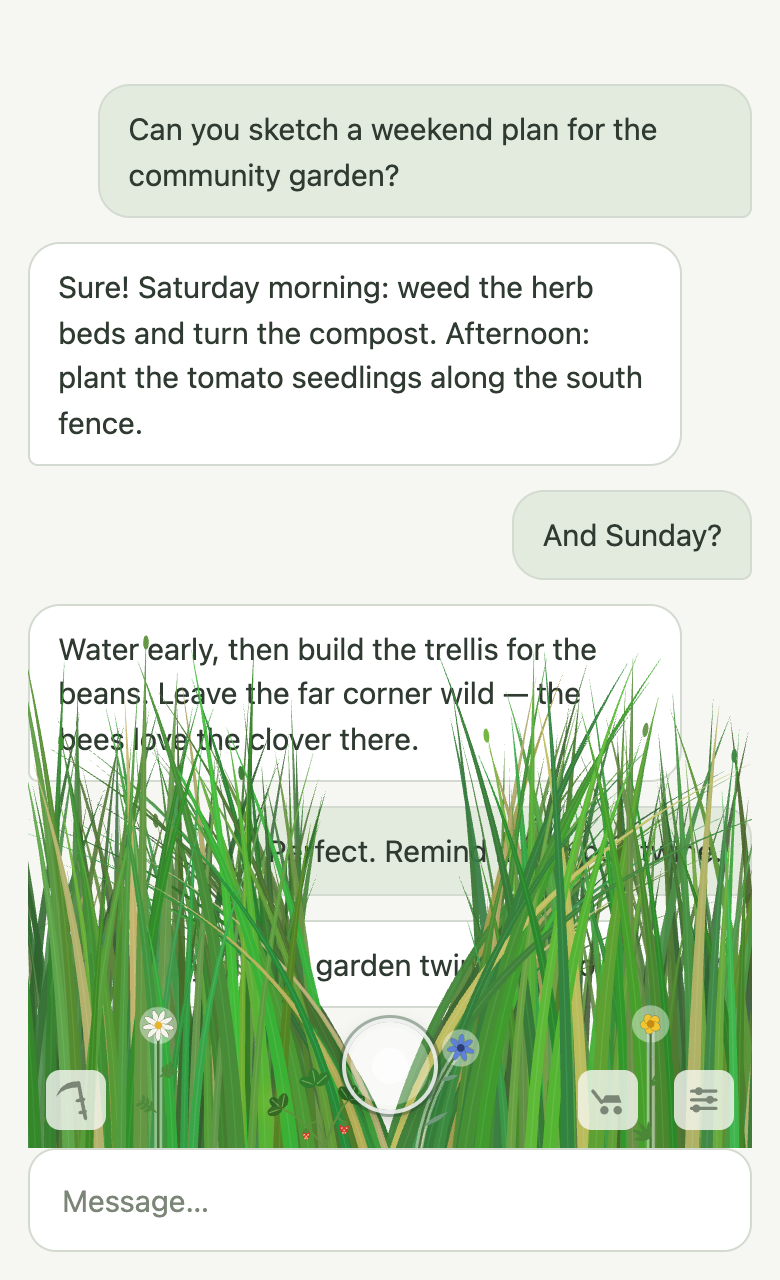 Can you sketch a weekend plan for the
community garden?
Sure! Saturday morning: weed the herb
beds and turn the compost. Afternoon:
plant the tomato seedlings along the south
fence.
And Sunday?
Water early, then build the trellis for the
beans. Leave the far corner wild — the
bees love the clover there.
Perfect. Remind
garden
Message...